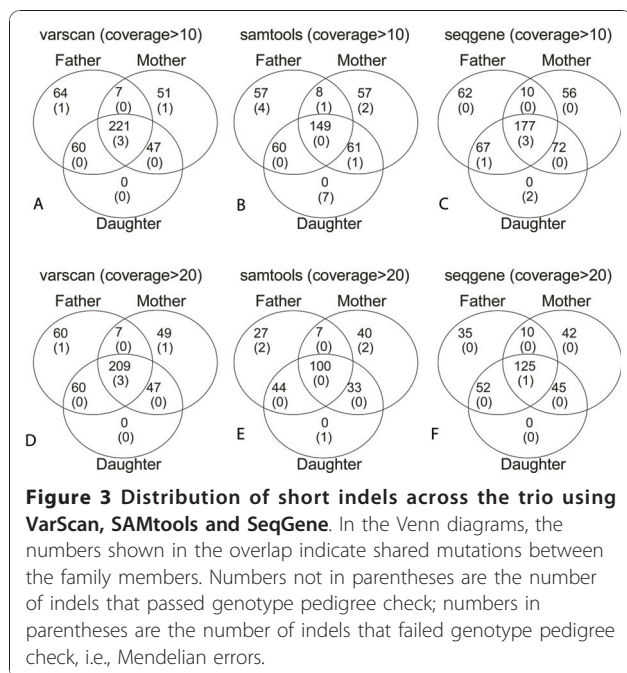 varscan (coverage>10)
Father Mother
64 7 51
(1) (0) (1)
221
(3)
60 47
(0) (0)
0
(0)
A
Daughter
samtools (coverage>10)
Father Mother
57 8 57
(4) (1) (2)
149
(0)
60 61
(0) (1)
0
(7)
B
Daughter
seqgene (coverage>10)
Father Mother
62 10 56
(0) (0) (0)
177
(3)
67 72
(1) (0)
0
(2)
C
Daughter
varscan (coverage>20)
Father Mother
60 7 49
(1) (0) (1)
209
(3)
60 47
(0) (0)
0
(0)
D
Daughter
samtools (coverage>20)
Father Mother
27 7 40
(2) (0) (2)
100
(0)
44 33
(0) (0)
0
(1)
E
Daughter
seqgene (coverage>20)
Father Mother
35 10 42
(0) (0) (0)
125
(1)
52 45
(0) (0)
0
(0)
F
Daughter
Figure 3 Distribution of short indels across the trio using
VarScan, SAMtools and SeqGene. In the Venn diagrams, the
numbers shown in the overlap indicate shared mutations between
the family members. Numbers not in parentheses are the number
of indels that passed genotype pedigree check; numbers in
parentheses are the number of indels that failed genotype pedigree
check, i.e., Mendelian errors.